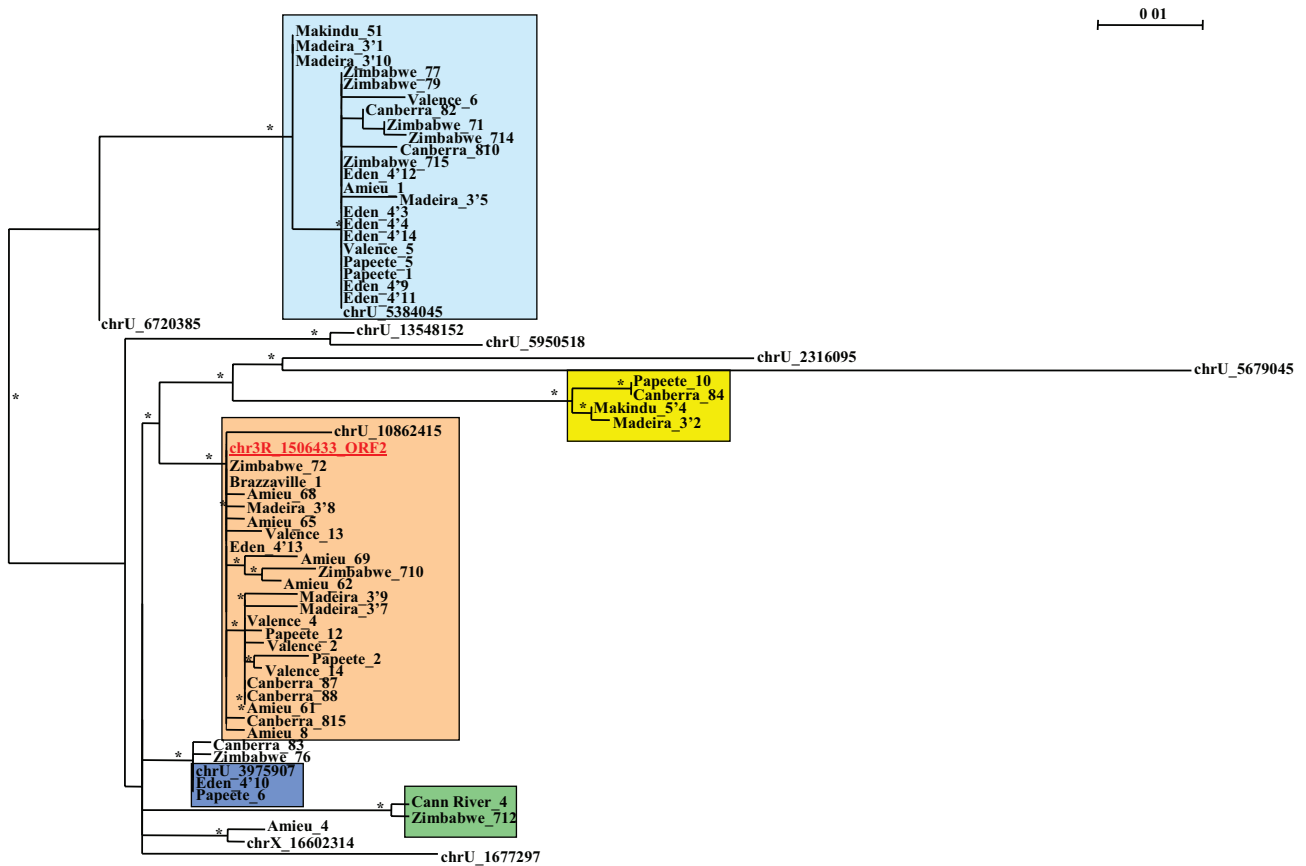 0 01
Makindu_51
Madeira_3'1
Madeira_3'10
Zimbabwe_77
Zimbabwe_79
Valence_6
Canberra_82
Zimbabwe_71
Zimbabwe_714
Canberra_810
Zimbabwe_715
Eden_4'12
Amieu_1
Madeira_3'5
Eden_4'3
Eden_4'4
Eden_4'14
Valence_5
Papeete_5
Papeete_1
Eden_4'9
Eden_4'11
chrU_5384045
chrU_6720385
chrU_13548152
chrU_5950518
chrU_2316095
chrU_5679045
Papeete_10
Canberra_84
Makindu_5'4
Madeira_3'2
chrU_10862415
chr3R_1506433_ORF2
Zimbabwe_72
Brazzaville_1
Amieu_68
Madeira_3'8
Amieu_65
Valence_13
Eden_4'13
Amieu_69
Zimbabwe_710
Amieu_62
Madeira_3'9
Madeira_3'7
Valence_4
Papeete_12
Valence_2
Papeete_2
Valence_14
Canberra_87
Canberra_88
Amieu_61
Canberra_815
Amieu_8
Canberra_83
Zimbabwe_76
chrU_3975907
Eden_4'10
Papeete_6
Cann River_4
Zimbabwe_712
Amieu_4
chrX_16602314
chrU_1677297